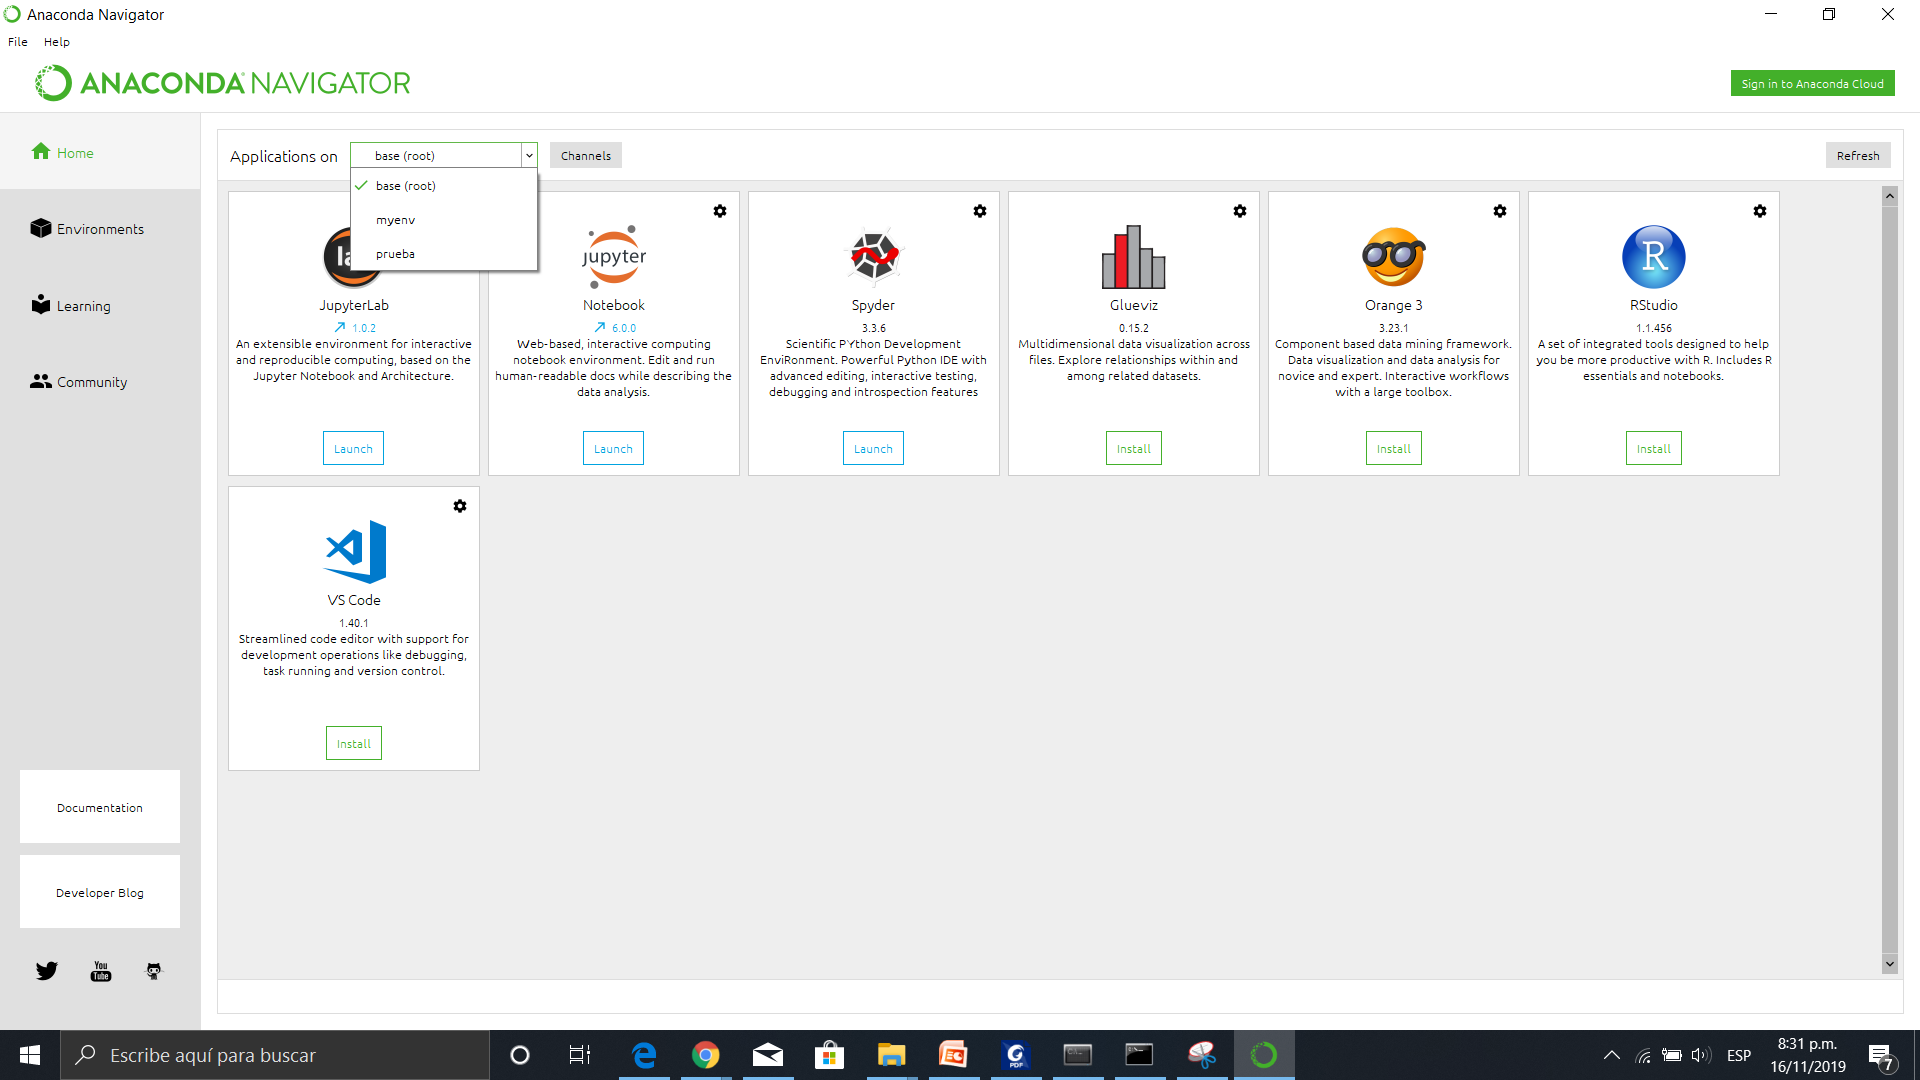 Anaconda Navigator
File Help
ANACONDA NAVIGATOR
Sign in to Anaconda Cloud
Home
Environments
Learning
Community
Documentation
Developer Blog
You
Tube
Applications on
base (root)
Channels
Refresh
base (root)
myenv
prueba
JupyterLab
1.0.2
An extensible environment for interactive
and reproducible computing, based on the
Jupyter Notebook and Architecture.
Launch
jupyter
Notebook
6.0.0
Web-based, interactive computing
notebook environment. Edit and run
human-readable docs while describing the
data analysis.
Launch
Spyder
3.3.6
Scientific PYthon Development
EnviRonment. Powerful Python IDE with
advanced editing, interactive testing,
debugging and introspection features
Launch
Glueviz
0.15.2
Multidimensional data visualization across
files. Explore relationships within and
among related datasets.
Install
Orange 3
3.23.1
Component based data mining framework.
Data visualization and data analysis for
novice and expert. Interactive workflows
with a large toolbox.
Install
R
RStudio
1.1.456
A set of integrated tools designed to help
you be more productive with R. Includes R
essentials and notebooks.
Install
VS Code
1.40.1
Streamlined code editor with support for
development operations like debugging,
task running and version control.
Install
Escribe aquí para buscar
PDF
ESP
8:31 p.m.
16/11/2019
7